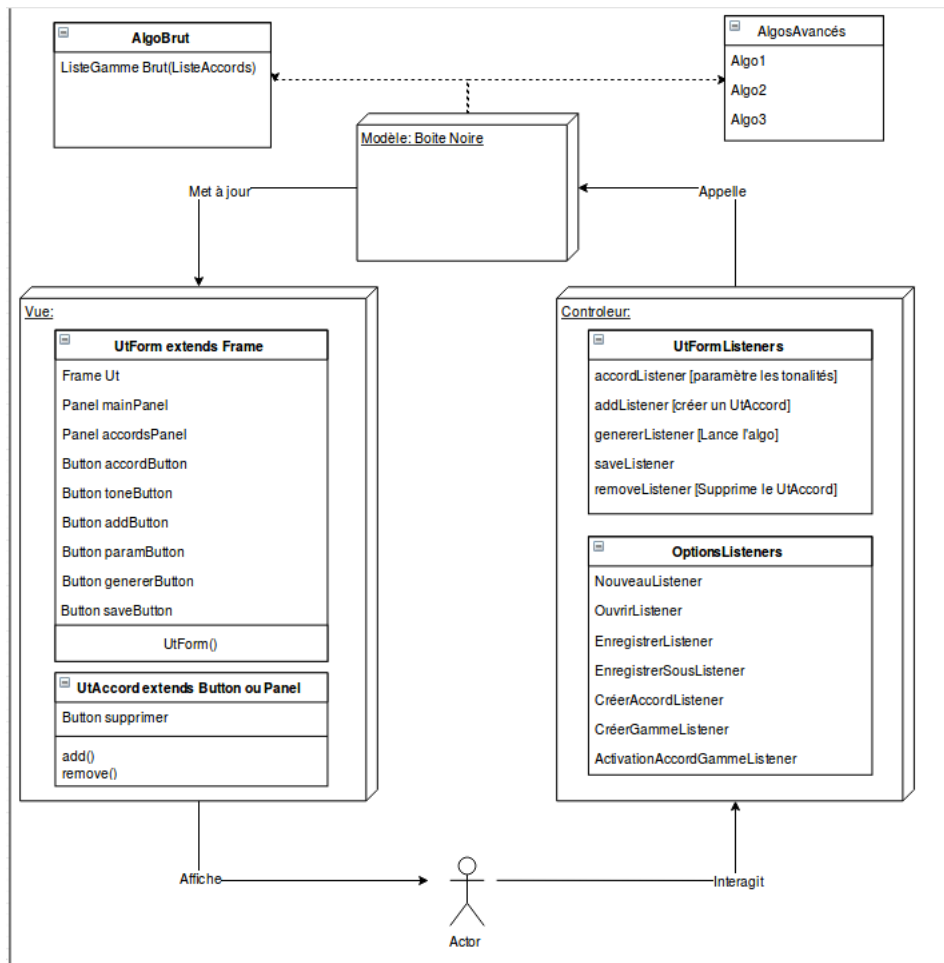 AlgoBrut
ListeGamme Brut(ListeAccords)
AlgosAvancés
Algo1
Algo2
Algo3
Modèle: Boite Noire
Met à jour
Appelle
Vue:
UtForm extends Frame
Frame Ut
Panel mainPanel
Panel accordsPanel
Button accordButton
Button toneButton
Button addButton
Button paramButton
Button genererButton
Button saveButton
UtForm()
UtAccord extends Button ou Panel
Button supprimer
add()
remove()
Controleur:
UtFormListeners
accordListener [paramètre les tonalités]
addListener [créer un UtAccord]
genererListener [Lance l'algo]
saveListener
removeListener [Supprime le UtAccord]
OptionsListeners
NouveauListener
OuvrirListener
EnregistrerListener
EnregistrerSousListener
CréerAccordListener
CréerGammeListener
ActivationAccordGammeListener
Affiche
Interagit
Actor